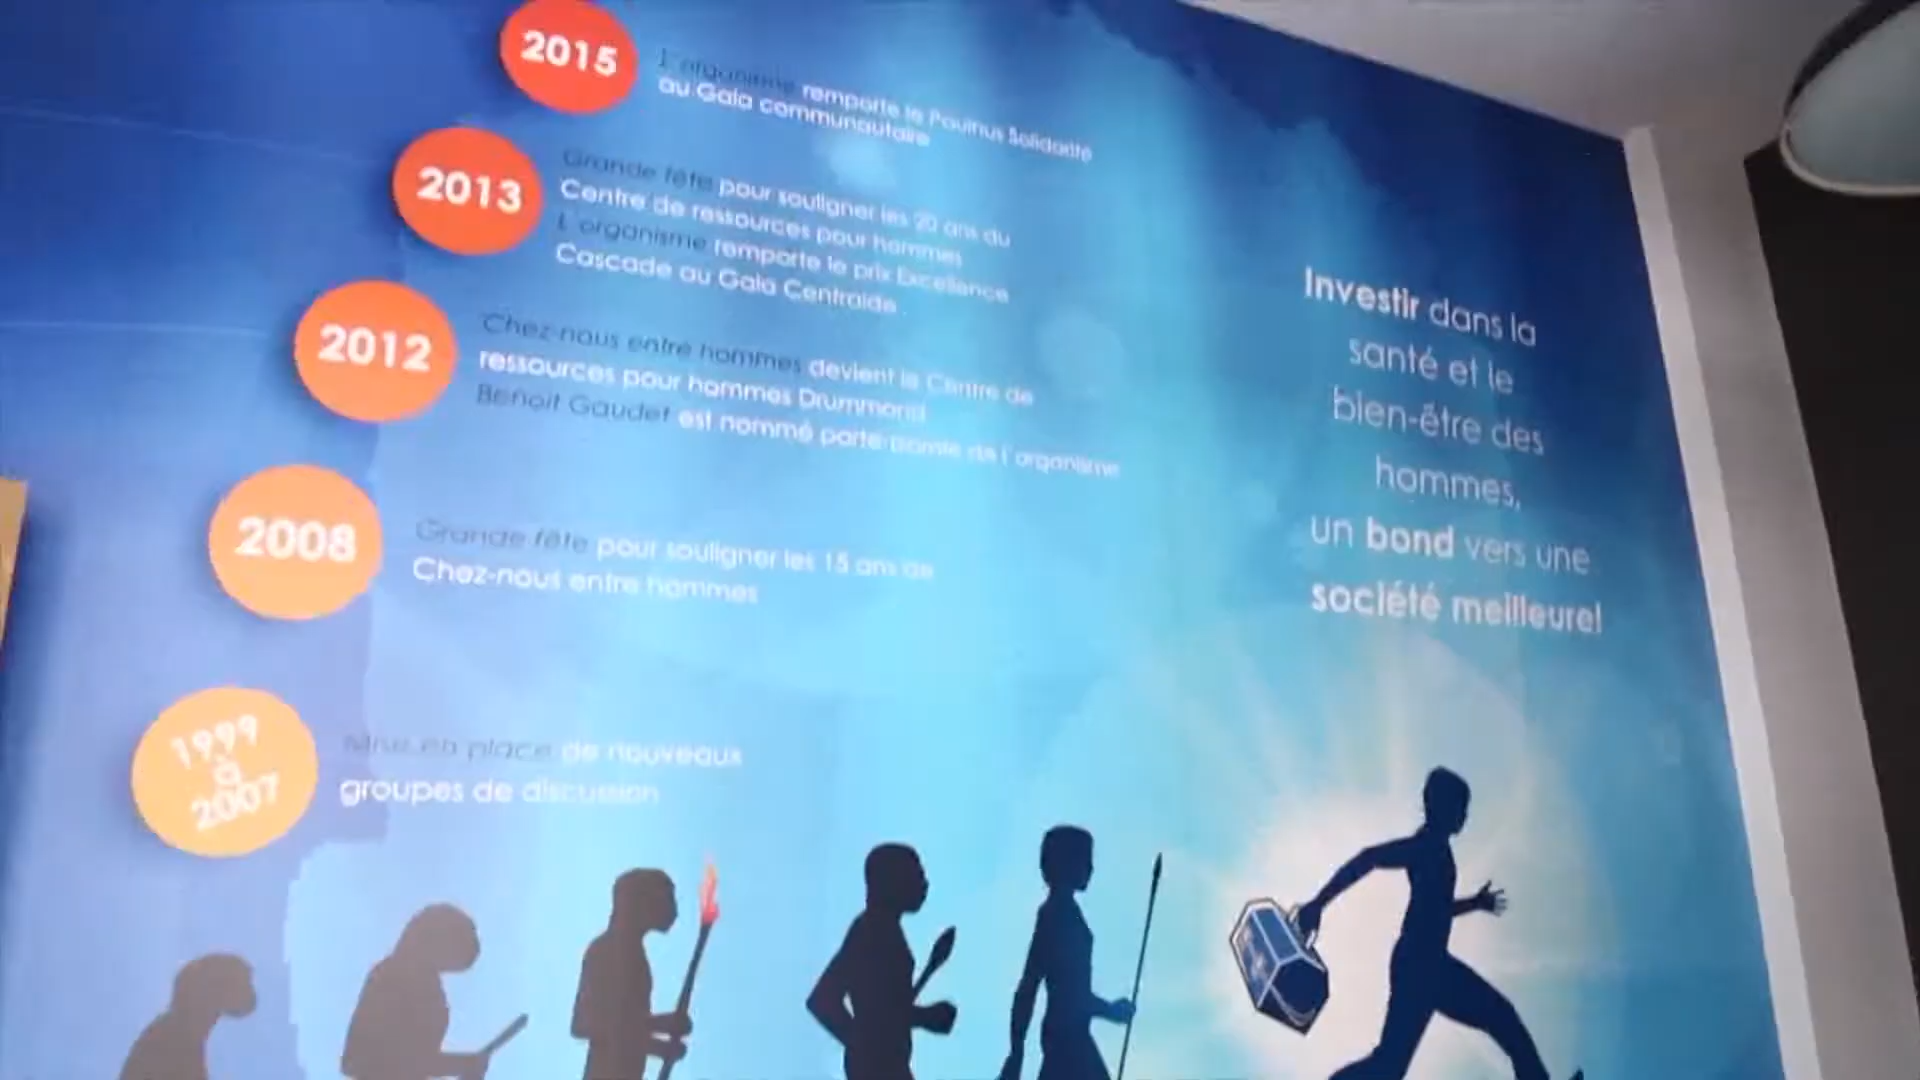 2015
L'organisme remporte le Paulhus Solidarité
au Gala communautaire
2013
Grande fête pour souligner les 20 ans du
Centre de ressources pour hommes
L'organisme remporte le prix Excellence
Cascade au Gala Centraide
2012
Chez-nous entre hommes devient le Centre de
ressources pour hommes Drummond
Benoit Gaudet est nommé porte-parole de l'organisme
2008
Grande fête pour souligner les 15 ans de
Chez-nous entre hommes
1999
à
2007
Mise en place de nouveaux
groupes de discussion
Investir dans la
santé et le
bien-être des
hommes,
un bond vers une
société meilleure!